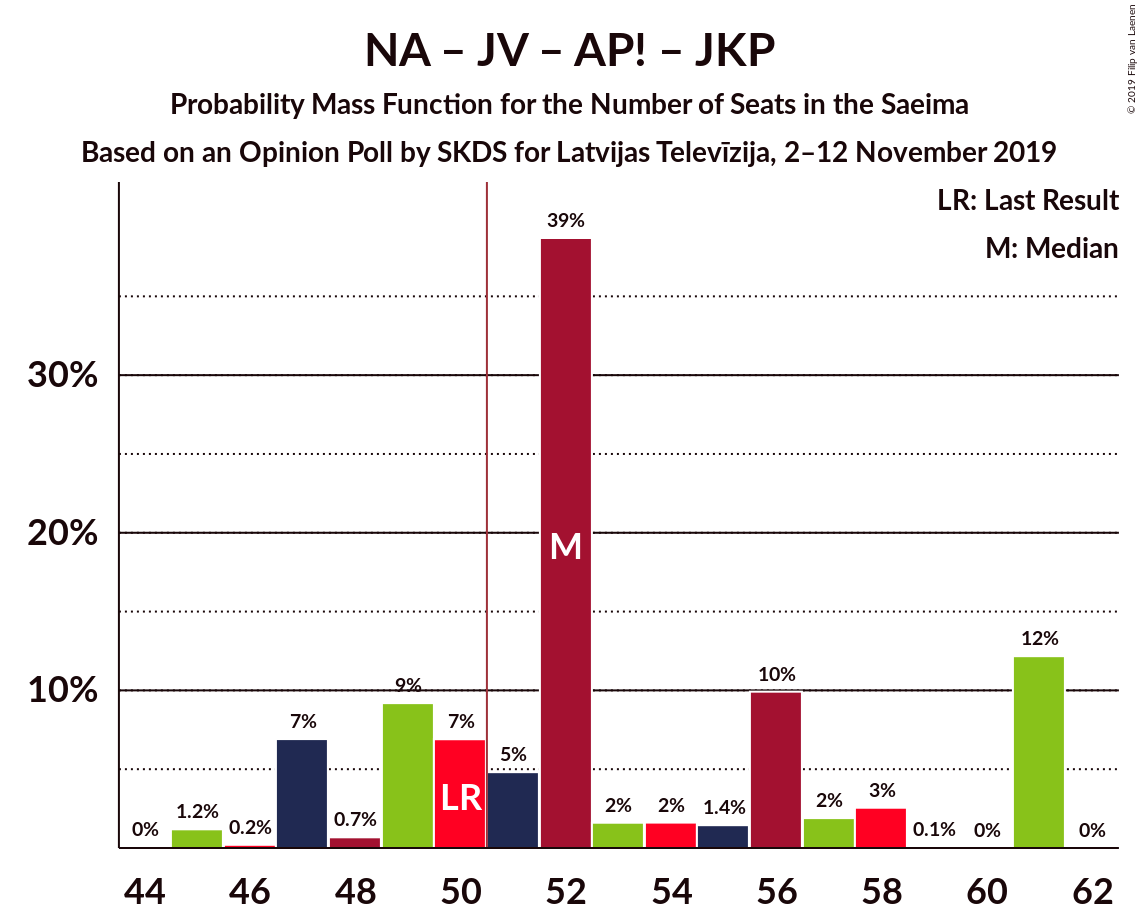 NA – JV – AP! – JKP
Probability Mass Function for the Number of Seats in the Saeima
Based on an Opinion Poll by SKDS for Latvijas Televīzija, 2–12 November 2019
© 2019 Filip van Laenen
LR: Last Result
M: Median
30%
20%
10%
0%
1.2%
0.2%
7%
0.7%
9%
7%
5%
39%
2%
2%
1.4%
10%
2%
3%
0.1%
0%
12%
0%
LR
M
44 46 48 50 52 54 56 58 60 62